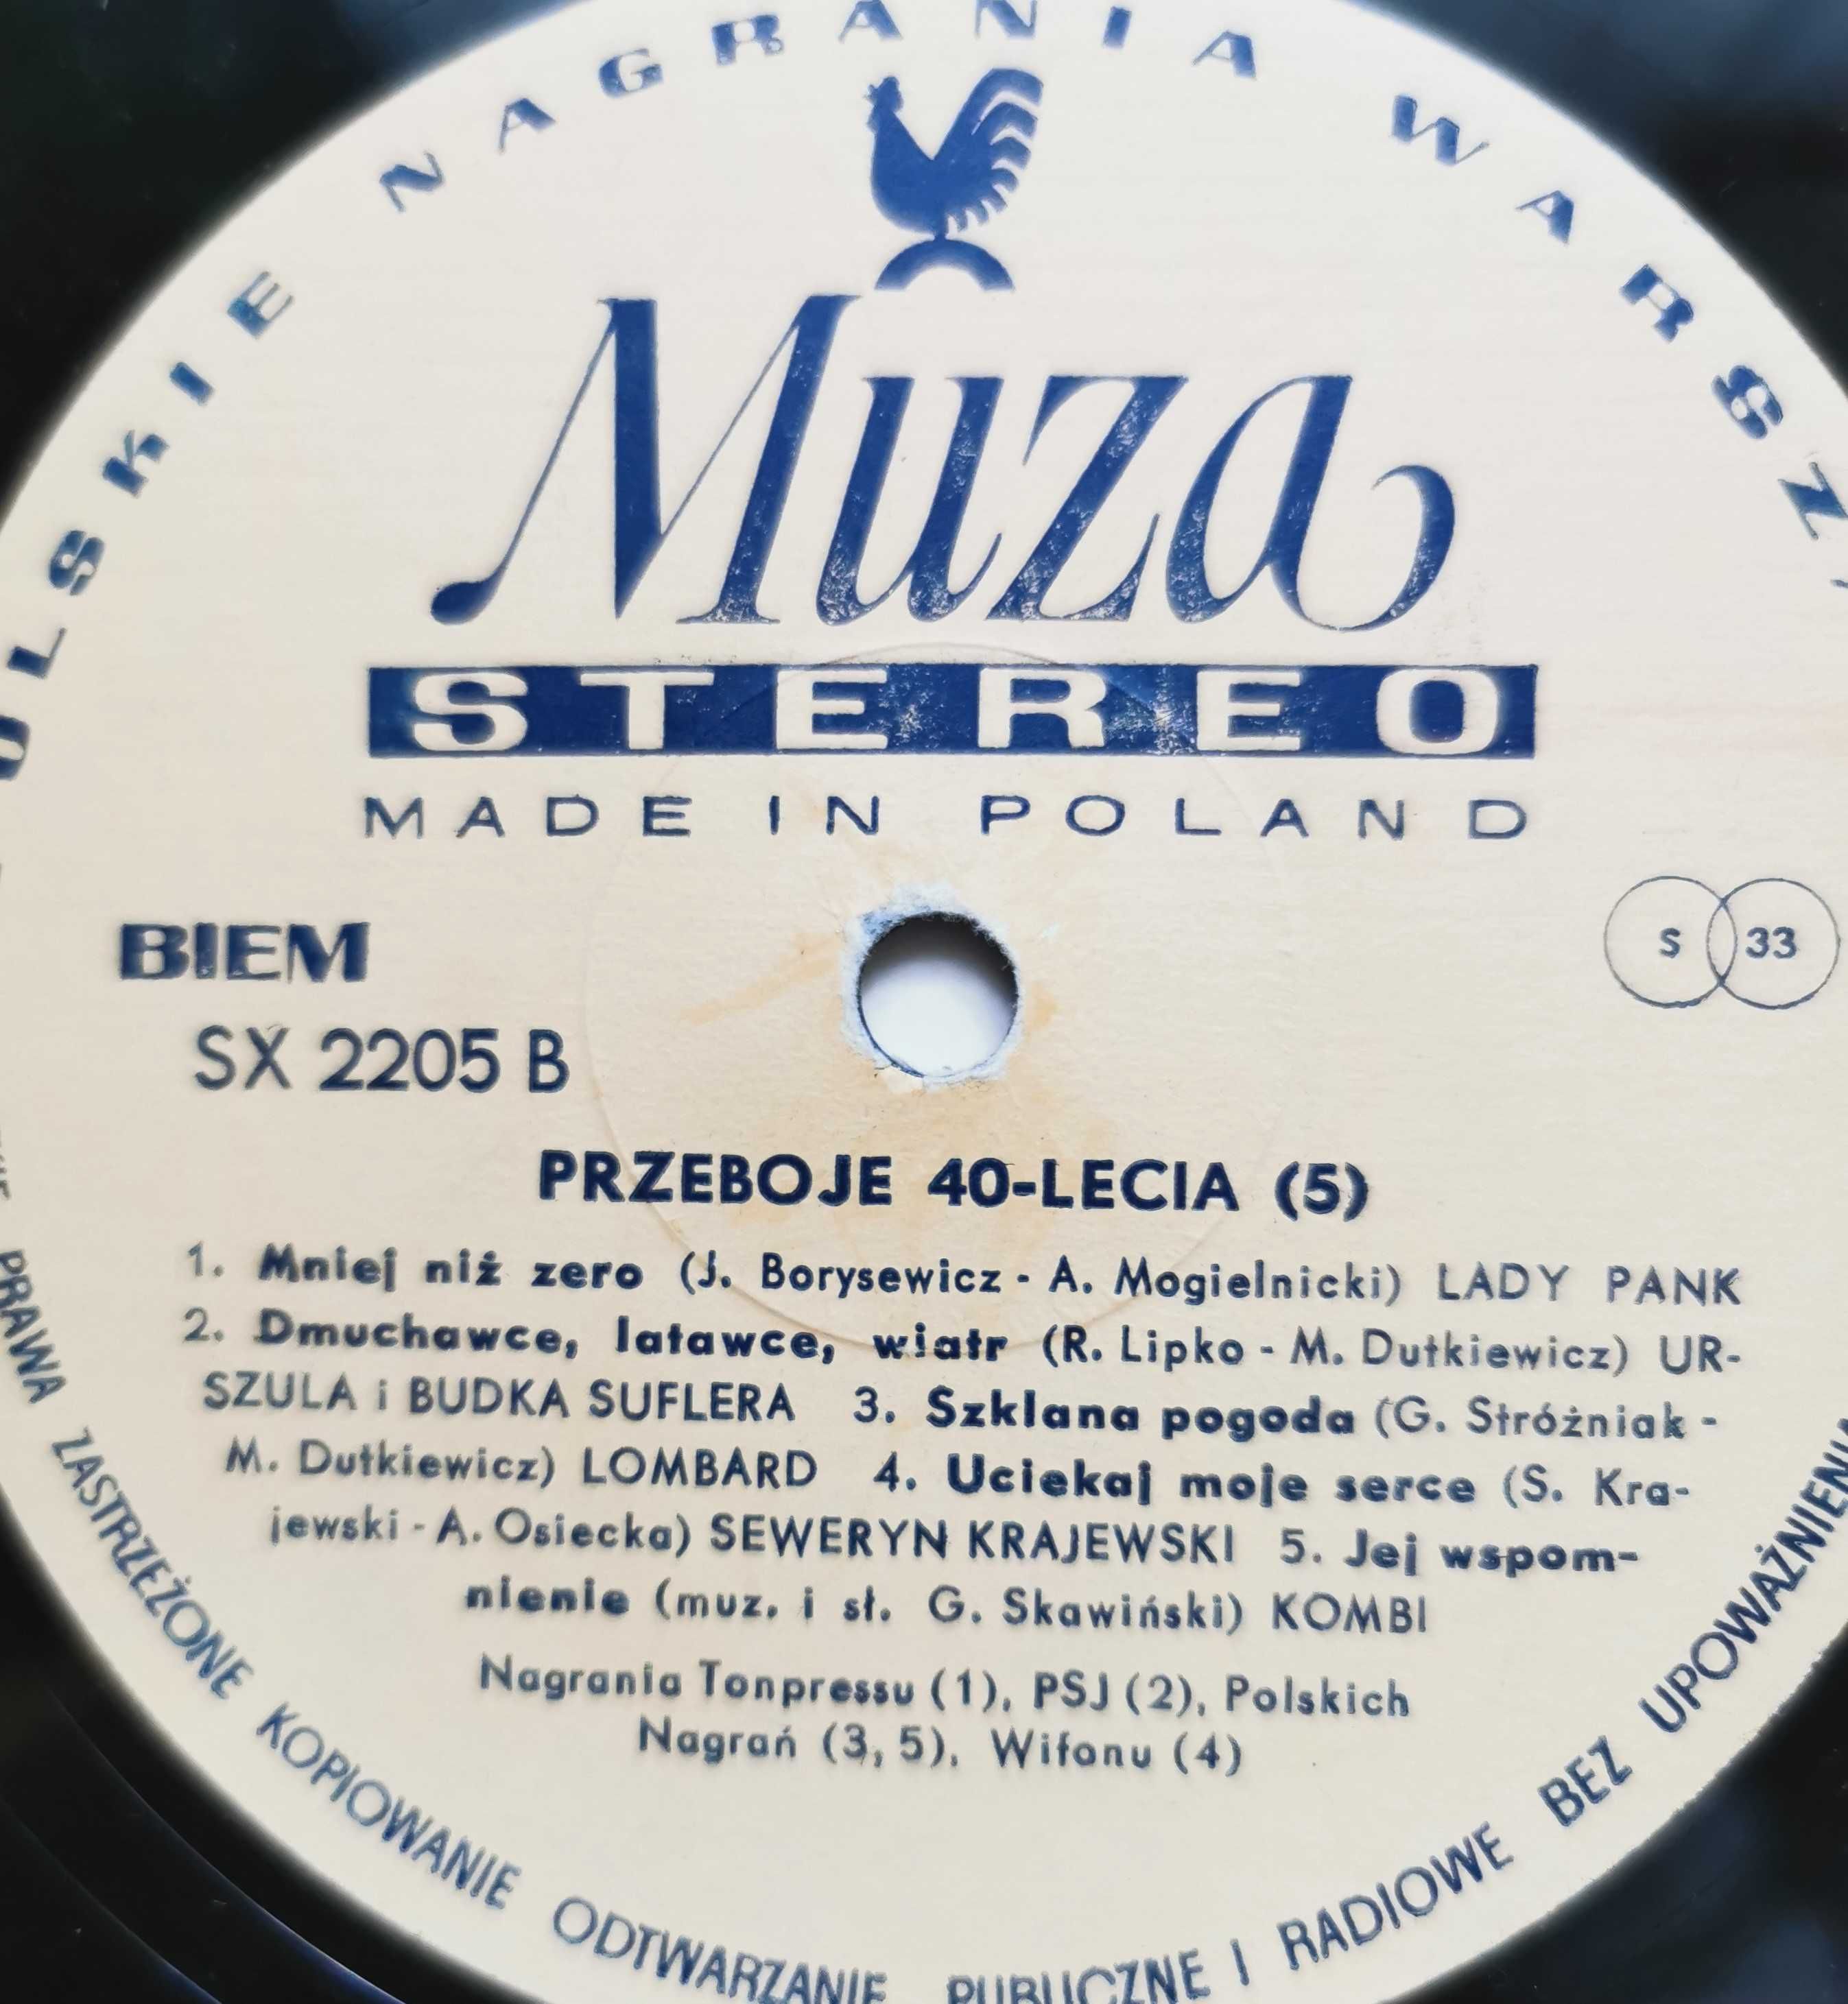 POLSKIE NAGRANIA WARSZ
Muza
STEREO
MADE IN POLAND
BIEM
S 33
SX 2205 B
PRZEBOJE 40-LECIA (5)
1. Mniej niż zero (J. Borysewicz - A. Mogielnicki) LADY PANK
2. Dmuchawce, latawce, wiatr (R. Lipko - M. Dutkiewicz) UR-
SZULA i BUDKA SUFLERA 3. Szklana pogoda (G. Stróżniak -
M. Dutkiewicz) LOMBARD 4. Uciekaj moje serce (S. Kra-
jewski - A. Osiecka) SEWERYN KRAJEWSKI 5. Jej wspom-
nienie (muz. i sł. G. Skawiński) KOMBI
Nagrania Tonpressu (1), PSJ (2), Polskich
Nagrań (3, 5), Wifonu (4)
PRAWA ZASTRZEŻONE KOPIOWANIE ODTWARZANIE PUBLICZNE I RADIOWE BEZ UPOWAŻNIENIA